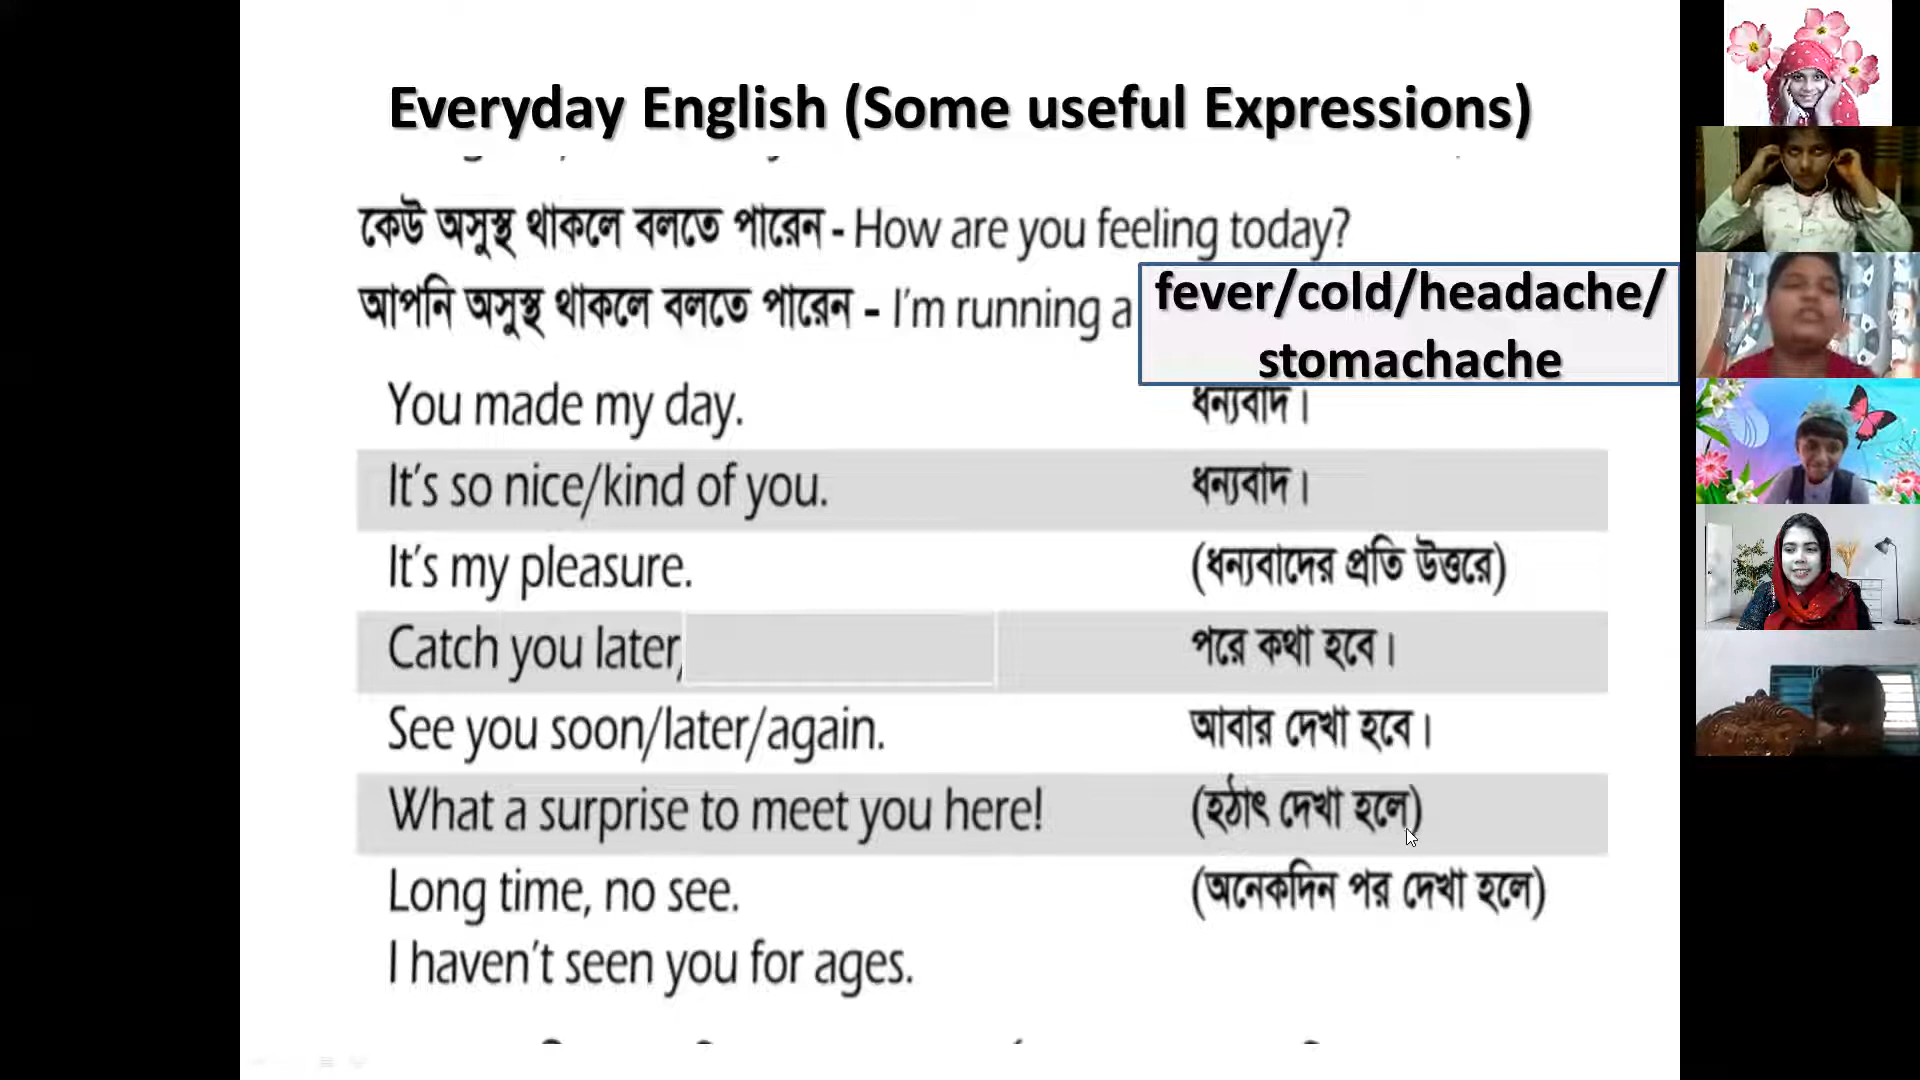 Everyday English (Some useful Expressions)
কেউ অসুস্থ থাকলে বলতে পারেন - How are you feeling today?
আপনি অসুস্থ থাকলে বলতে পারেন - I'm running a fever/cold/headache/
stomachache
You made my day. ধন্যবাদ।
It's so nice/kind of you. ধন্যবাদ।
It's my pleasure. (ধন্যবাদের প্রতি উত্তরে)
Catch you later, পরে কথা হবে।
See you soon/later/again. আবার দেখা হবে।
What a surprise to meet you here! (হঠাৎ দেখা হলে)
Long time, no see. (অনেকদিন পর দেখা হলে)
I haven't seen you for ages.